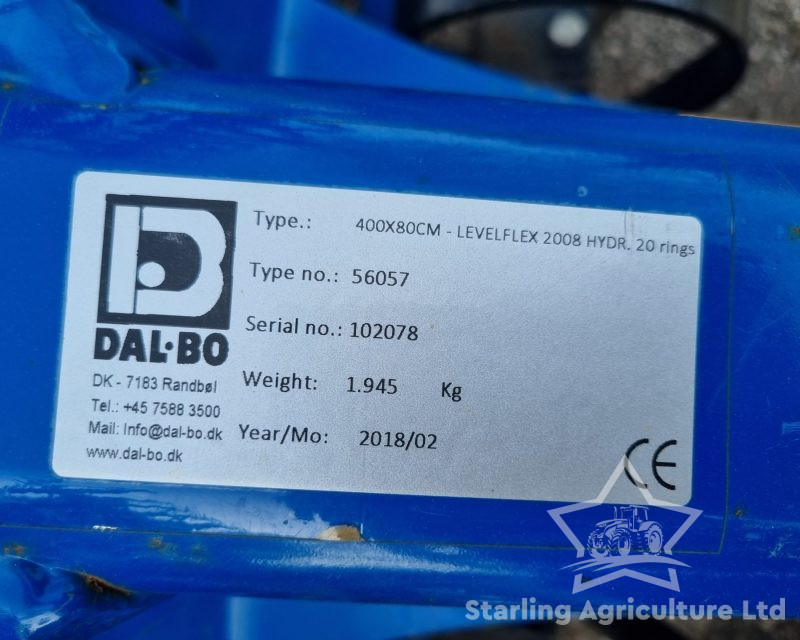 Type.: 400X80CM - LEVELFLEX 2008 HYDR. 20 rings
Type no.: 56057
Serial no.: 102078
Weight: 1.945 Kg
Year/Mo: 2018/02
DAL·BO
DK - 7183 Randbøl
Tel.: +45 7588 3500
Mail: Info@dal-bo.dk
www.dal-bo.dk
CE
Starling Agriculture Ltd